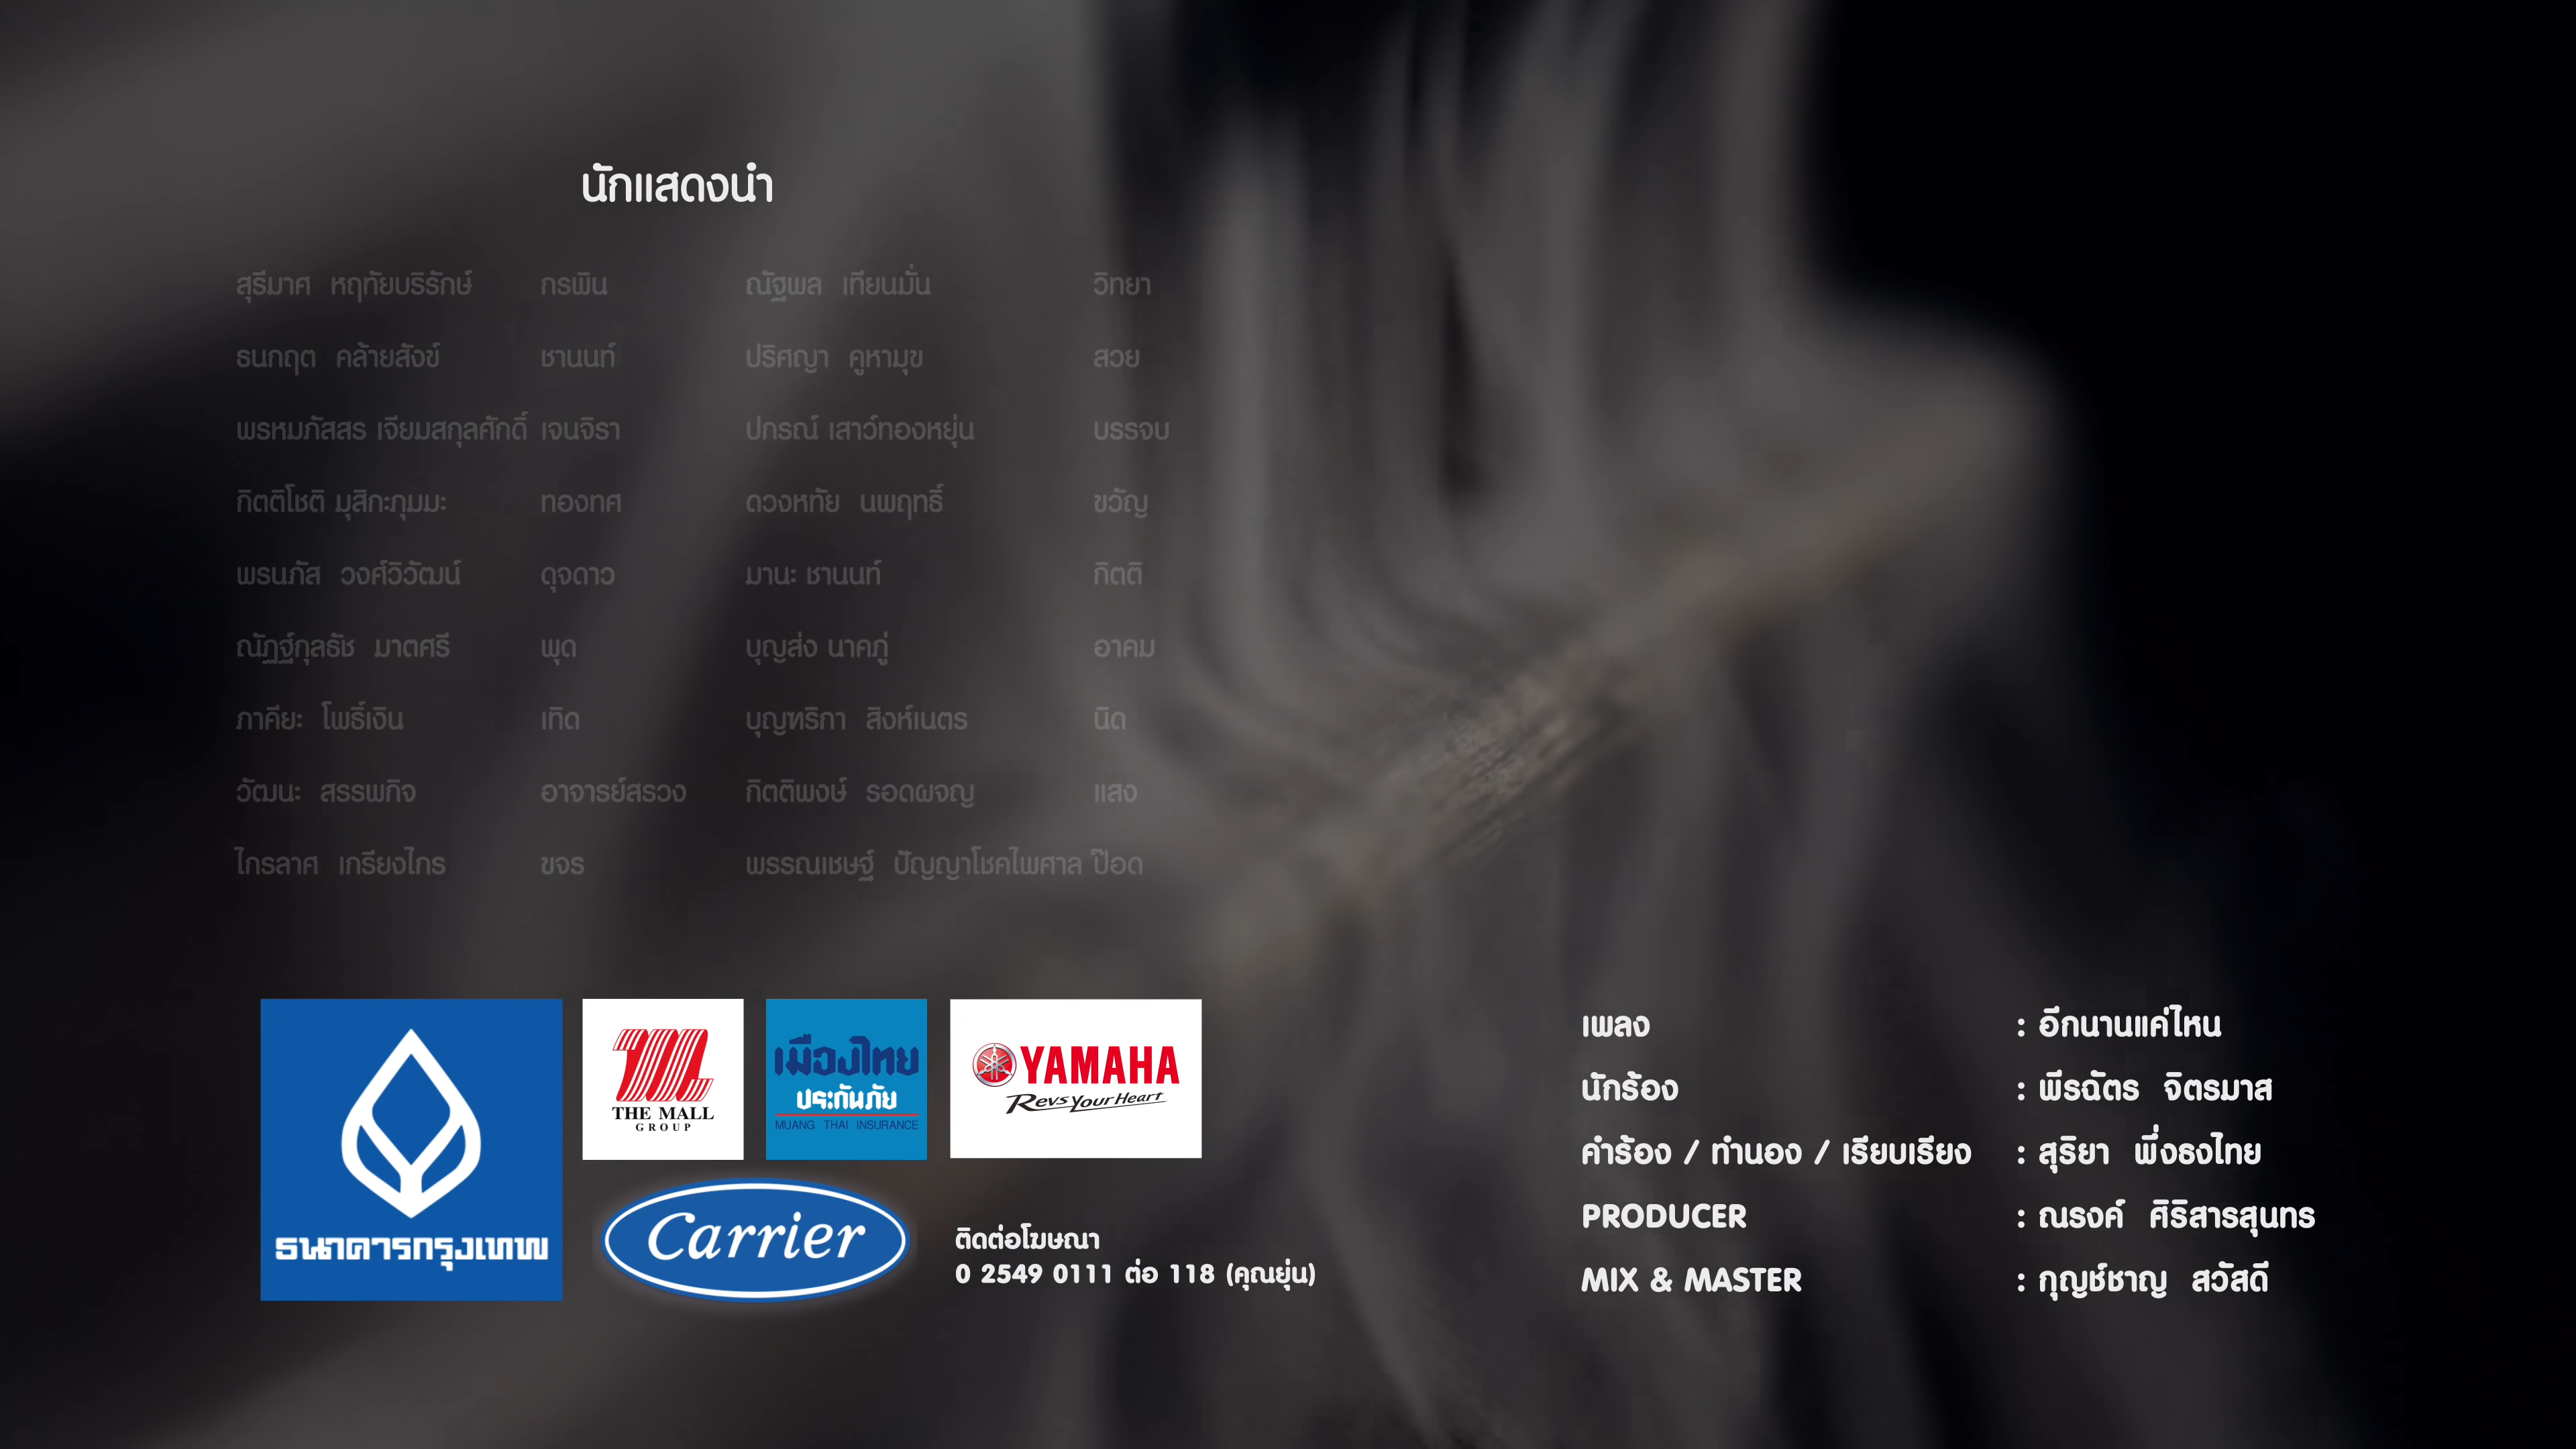 นักแสดงนำ
สุรีมาศ หฤทัยบริรักษ์ กรพิน ณัฐพล เทียนมั่น วิทยา
ธนกฤต คล้ายสังข์ ชานนท์ ปริศญา คูหามุข สวย
พรหมภัสสร เจียมสกุลศักดิ์ เจนจิรา ปกรณ์ เสาว์ทองหยุ่น บรรจบ
กิตติโชติ มุสิกะภุมมะ ทองทศ ดวงหทัย นพฤทธิ์ ขวัญ
พรนภัส วงศ์วิวัฒน์ ดุจดาว มานะ ชานนท์ กิตติ
ณัฏฐ์กุลธัช มาตศรี พุด บุญส่ง นาคภู่ อาคม
ภาคียะ โพธิ์เงิน เทิด บุญฑริกา สิงห์เนตร นิด
วัฒนะ สรรพกิจ อาจารย์สรวง กิตติพงษ์ รอดผจญ แสง
ไกรลาศ เกรียงไกร ขจร พรรณเชษฐ์ ปัญญาโชคไพศาล ป๊อด
ธนาคารกรุงเทพ
THE MALL
GROUP
เมืองไทย
ประกันภัย
MUANG THAI INSURANCE
YAMAHA
Revs Your Heart
Carrier
ติดต่อโฆษณา
0 2549 0111 ต่อ 118 (คุณยุ่น)
เพลง : อีกนานแค่ไหน
นักร้อง : พีรฉัตร จิตรมาส
คำร้อง / ทำนอง / เรียบเรียง : สุริยา พึ่งธงไทย
PRODUCER : ณรงค์ ศิริสารสุนทร
MIX & MASTER : กุญช์ชาญ สวัสดี